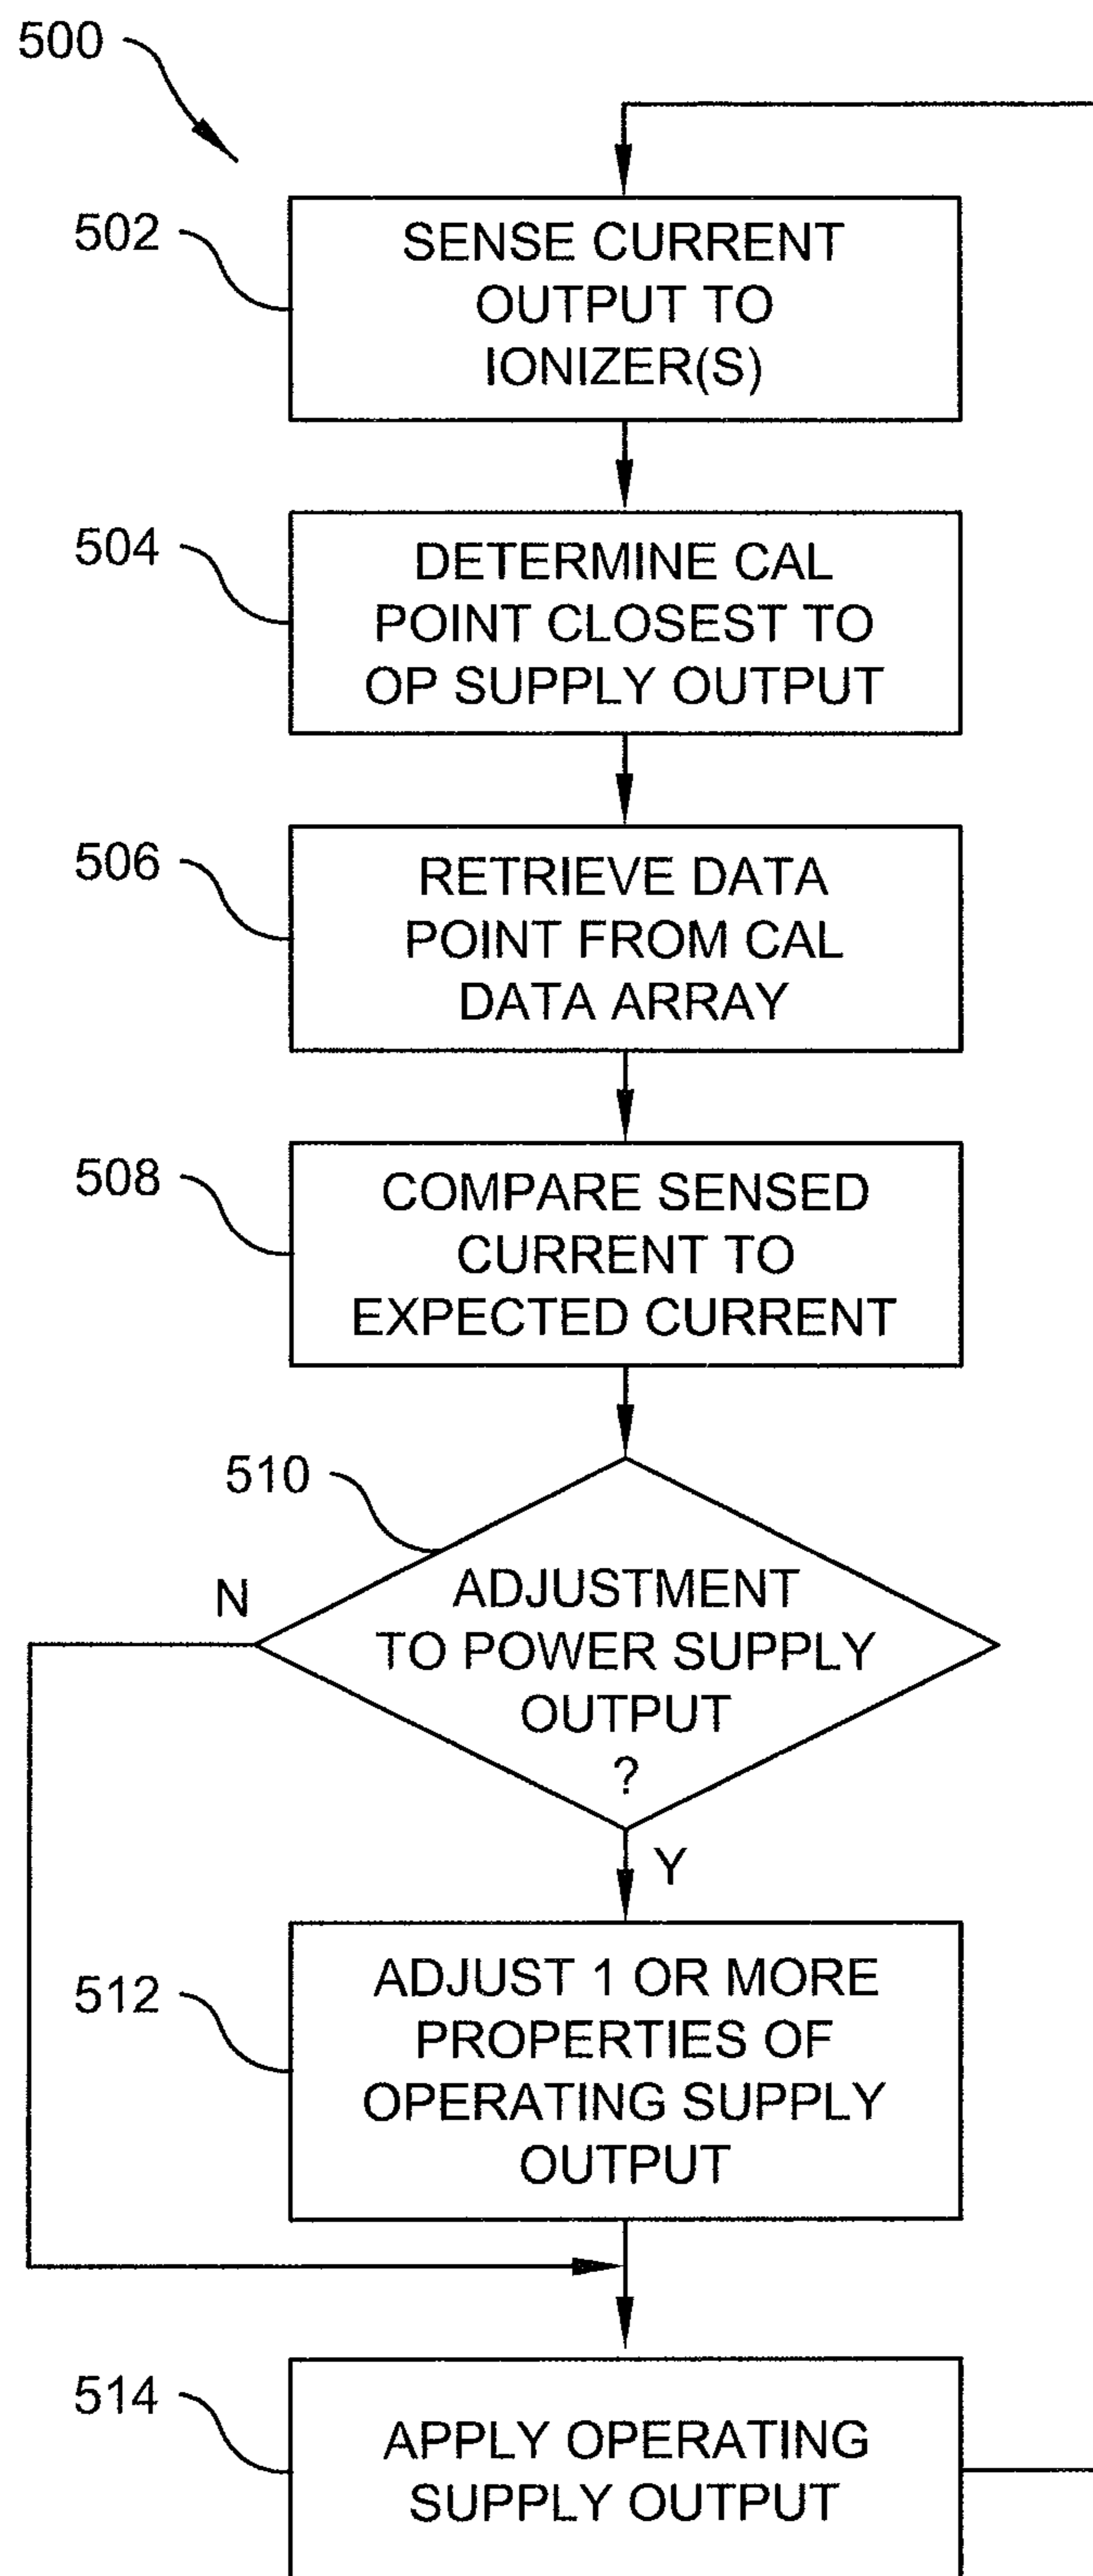 500
502
SENSE CURRENT
OUTPUT TO
IONIZER(S)
504
DETERMINE CAL
POINT CLOSEST TO
OP SUPPLY OUTPUT
506
RETRIEVE DATA
POINT FROM CAL
DATA ARRAY
508
COMPARE SENSED
CURRENT TO
EXPECTED CURRENT
510
N
ADJUSTMENT
TO POWER SUPPLY
OUTPUT
?
Y
512
ADJUST 1 OR MORE
PROPERTIES OF
OPERATING SUPPLY
OUTPUT
514
APPLY OPERATING
SUPPLY OUTPUT